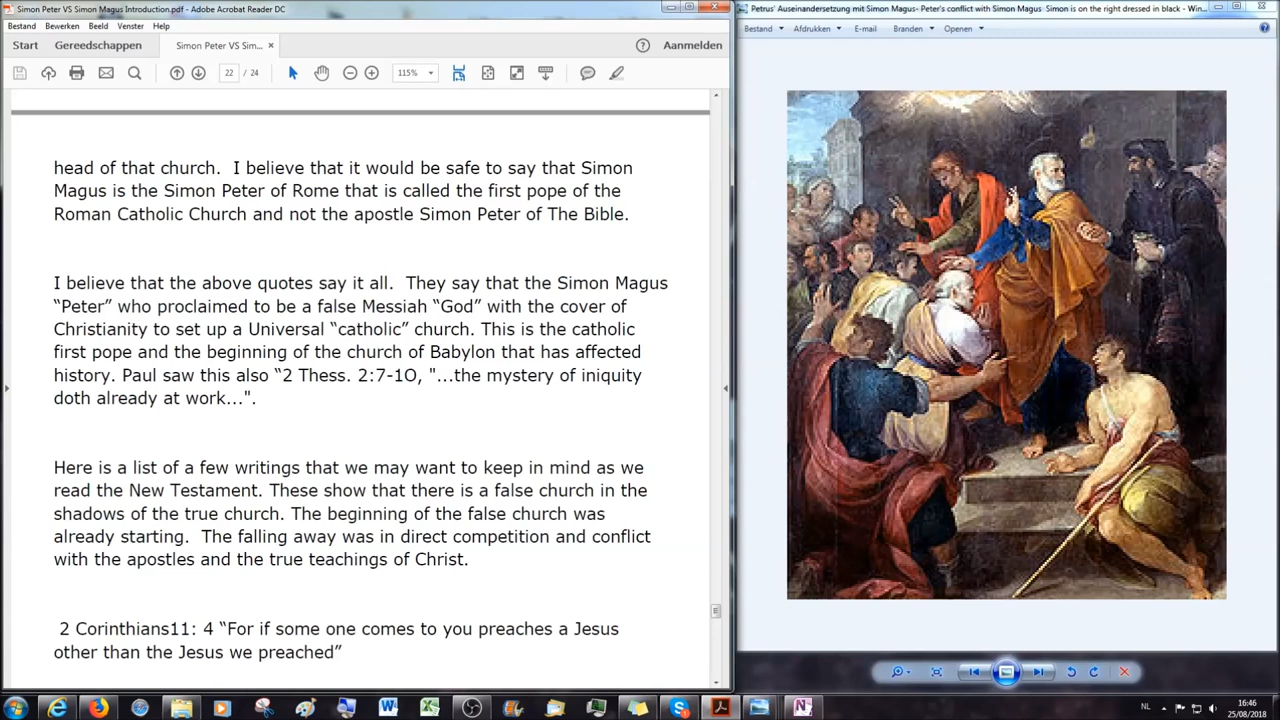 Simon Peter VS Simon Magus Introduction.pdf - Adobe Acrobat Reader DC
Bestand Bewerken Beeld Venster Help
Start Gereedschappen Simon Peter VS Sim... × Aanmelden
22 / 24 115%
head of that church. I believe that it would be safe to say that Simon
Magus is the Simon Peter of Rome that is called the first pope of the
Roman Catholic Church and not the apostle Simon Peter of The Bible.
I believe that the above quotes say it all. They say that the Simon Magus
“Peter” who proclaimed to be a false Messiah “God” with the cover of
Christianity to set up a Universal “catholic” church. This is the catholic
first pope and the beginning of the church of Babylon that has affected
history. Paul saw this also “2 Thess. 2:7-1O, "...the mystery of iniquity
doth already at work...".
Here is a list of a few writings that we may want to keep in mind as we
read the New Testament. These show that there is a false church in the
shadows of the true church. The beginning of the false church was
already starting. The falling away was in direct competition and conflict
with the apostles and the true teachings of Christ.
2 Corinthians11: 4 “For if some one comes to you preaches a Jesus
other than the Jesus we preached”
Petrus' Auseinandersetzung mit Simon Magus- Peter's conflict with Simon Magus Simon is on the right dressed in black - Win...
Bestand Afdrukken E-mail Branden Openen
NL 16:46
25/08/2018